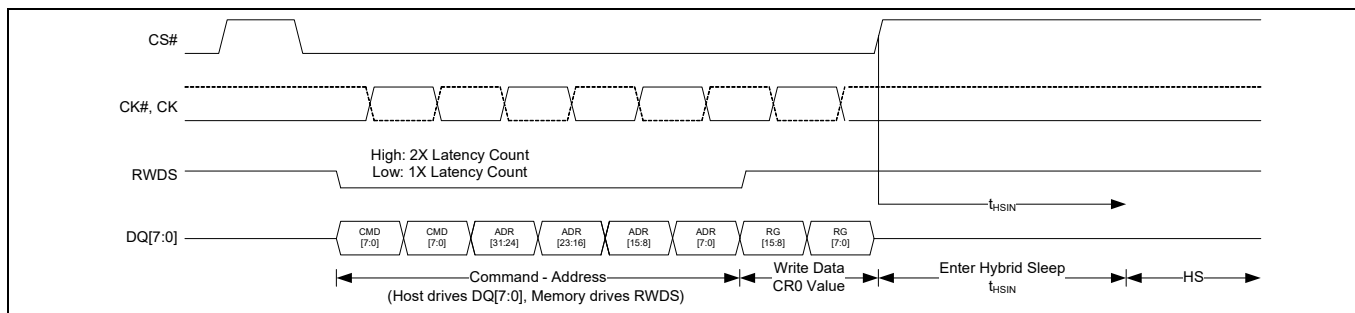 CS#
CK#, CK
High: 2X Latency Count
Low: 1X Latency Count
RWDS
tHSIN
DQ[7:0]
CMD [7:0]
CMD [7:0]
ADR [31:24]
ADR [23:16]
ADR [15:8]
ADR [7:0]
RG [15:8]
RG [7:0]
Command - Address
(Host drives DQ[7:0], Memory drives RWDS)
Write Data
CR0 Value
Enter Hybrid Sleep
tHSIN
HS